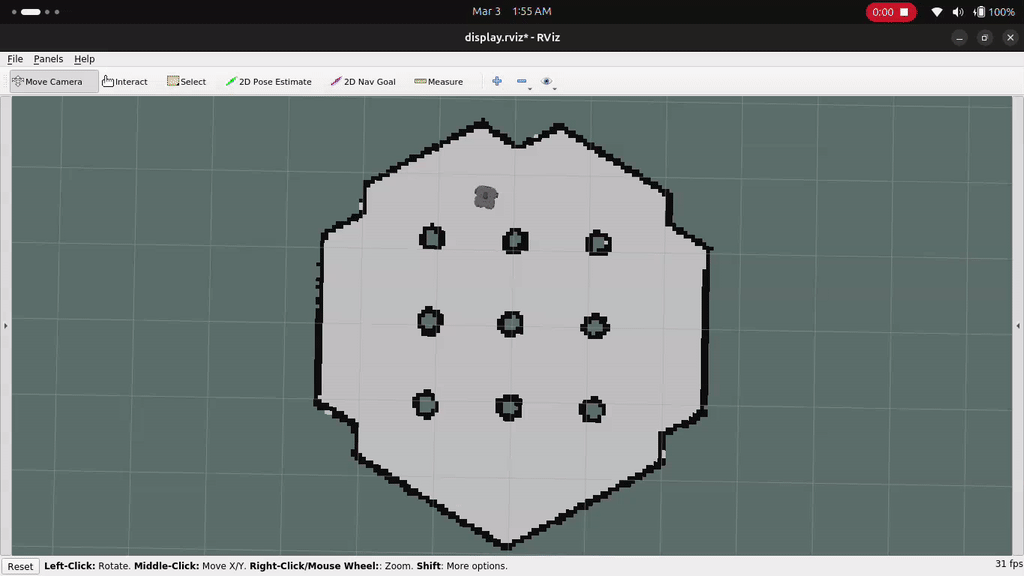 Mar 3 1:55 AM
0:00
100%
display.rviz* - RViz
File Panels Help
Move Camera Interact Select 2D Pose Estimate 2D Nav Goal Measure
Reset Left-Click: Rotate. Middle-Click: Move X/Y. Right-Click/Mouse Wheel:: Zoom. Shift: More options. 31 fps